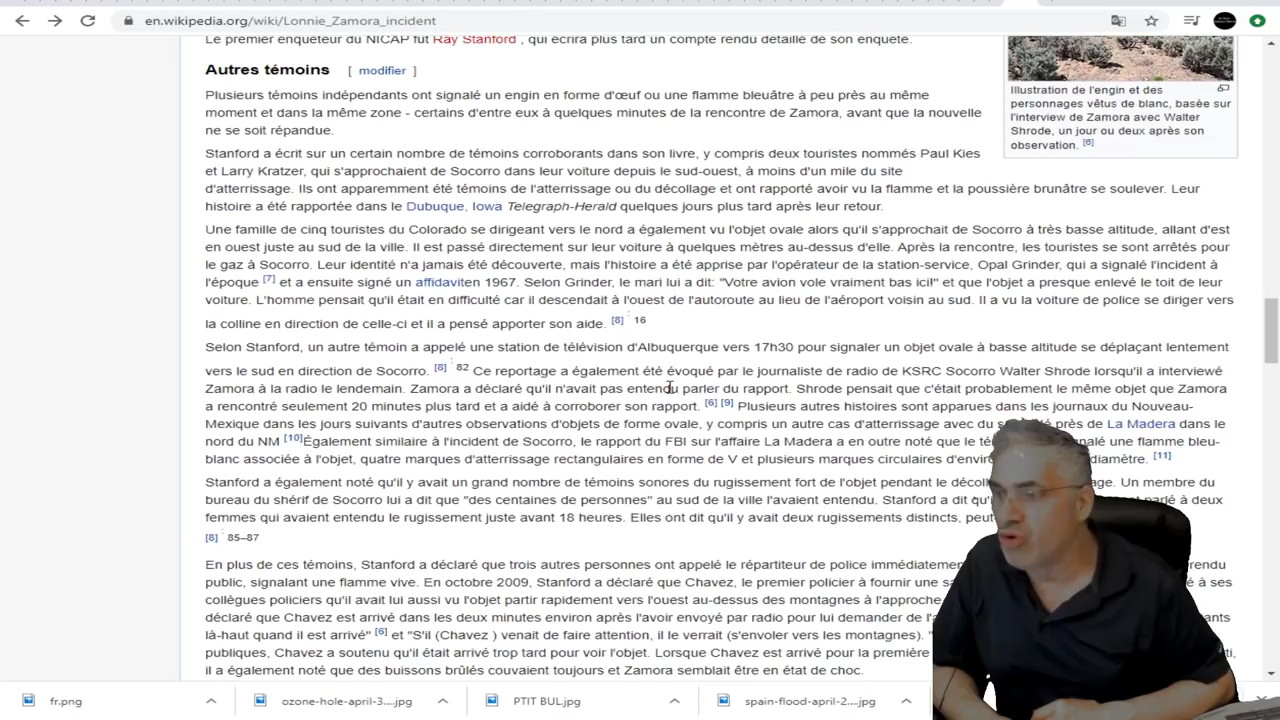 en.wikipedia.org/wiki/Lonnie_Zamora_incident
Le premier enquêteur du NICAP fut Ray Stanford , qui écrira plus tard un compte rendu détaillé de son enquête.
Autres témoins [ modifier ]
Plusieurs témoins indépendants ont signalé un engin en forme d'œuf ou une flamme bleuâtre à peu près au même
moment et dans la même zone - certains d'entre eux à quelques minutes de la rencontre de Zamora, avant que la nouvelle
ne se soit répandue.
Illustration de l'engin et des
personnages vêtus de blanc, basée sur
l'interview de Zamora avec Walter
Shrode, un jour ou deux après son
observation. [6]
Stanford a écrit sur un certain nombre de témoins corroborants dans son livre, y compris deux touristes nommés Paul Kies
et Larry Kratzer, qui s'approchaient de Socorro dans leur voiture depuis le sud-ouest, à moins d'un mile du site
d'atterrissage. Ils ont apparemment été témoins de l'atterrissage ou du décollage et ont rapporté avoir vu la flamme et la poussière brunâtre se soulever. Leur
histoire a été rapportée dans le Dubuque, Iowa Telegraph-Herald quelques jours plus tard après leur retour.
Une famille de cinq touristes du Colorado se dirigeant vers le nord a également vu l'objet ovale alors qu'il s'approchait de Socorro à très basse altitude, allant d'est
en ouest juste au sud de la ville. Il est passé directement sur leur voiture à quelques mètres au-dessus d'elle. Après la rencontre, les touristes se sont arrêtés pour
le gaz à Socorro. Leur identité n'a jamais été découverte, mais l'histoire a été apprise par l'opérateur de la station-service, Opal Grinder, qui a signalé l'incident à
l'époque [7] et a ensuite signé un affidaviten 1967. Selon Grinder, le mari lui a dit: "Votre avion vole vraiment bas ici!" et que l'objet a presque enlevé le toit de leur
voiture. L'homme pensait qu'il était en difficulté car il descendait à l'ouest de l'autoroute au lieu de l'aéroport voisin au sud. Il a vu la voiture de police se diriger vers
la colline en direction de celle-ci et il a pensé apporter son aide. [8] : 16
Selon Stanford, un autre témoin a appelé une station de télévision d'Albuquerque vers 17h30 pour signaler un objet ovale à basse altitude se déplaçant lentement
vers le sud en direction de Socorro. [8] : 82 Ce reportage a également été évoqué par le journaliste de radio de KSRC Socorro Walter Shrode lorsqu'il a interviewé
Zamora à la radio le lendemain. Zamora a déclaré qu'il n'avait pas entendu parler du rapport. Shrode pensait que c'était probablement le même objet que Zamora
a rencontré seulement 20 minutes plus tard et a aidé à corroborer son rapport. [6] [9] Plusieurs autres histoires sont apparues dans les journaux du Nouveau-
Mexique dans les jours suivants d'autres observations d'objets de forme ovale, y compris un autre cas d'atterrissage avec du près de La Madera dans le
nord du NM [10]Également similaire à l'incident de Socorro, le rapport du FBI sur l'affaire La Madera a en outre noté que le signalé une flamme bleu-
blanc associée à l'objet, quatre marques d'atterrissage rectangulaires en forme de V et plusieurs marques circulaires diamètre. [11]
Stanford a également noté qu'il y avait un grand nombre de témoins sonores du rugissement fort de l'objet pendant le Un membre du
bureau du shérif de Socorro lui a dit que "des centaines de personnes" au sud de la ville l'avaient entendu. Stanford a dit parlé à deux
femmes qui avaient entendu le rugissement juste avant 18 heures. Elles ont dit qu'il y avait deux rugissements distincts,
[8] : 85–87
En plus de ces témoins, Stanford a déclaré que trois autres personnes ont appelé le répartiteur de police rendu
public, signalant une flamme vive. En octobre 2009, Stanford a déclaré que Chavez, le premier policier à fournir une à ses
collègues policiers qu'il avait lui aussi vu l'objet partir rapidement vers l'ouest au-dessus des montagnes à l'approche
déclaré que Chavez est arrivé dans les deux minutes environ après l'avoir envoyé par radio pour lui demander de
là-haut quand il est arrivé" [6] et "S'il (Chavez ) venait de faire attention, il le verrait (s'envoler vers les montagnes). "
publiques, Chavez a soutenu qu'il était arrivé trop tard pour voir l'objet. Lorsque Chavez est arrivé pour la première
il a également noté que des buissons brûlés couvaient toujours et Zamora semblait être en état de choc.
fr.png
ozone-hole-april-3....jpg
PTIT BUL.jpg
spain-flood-april-2....jpg